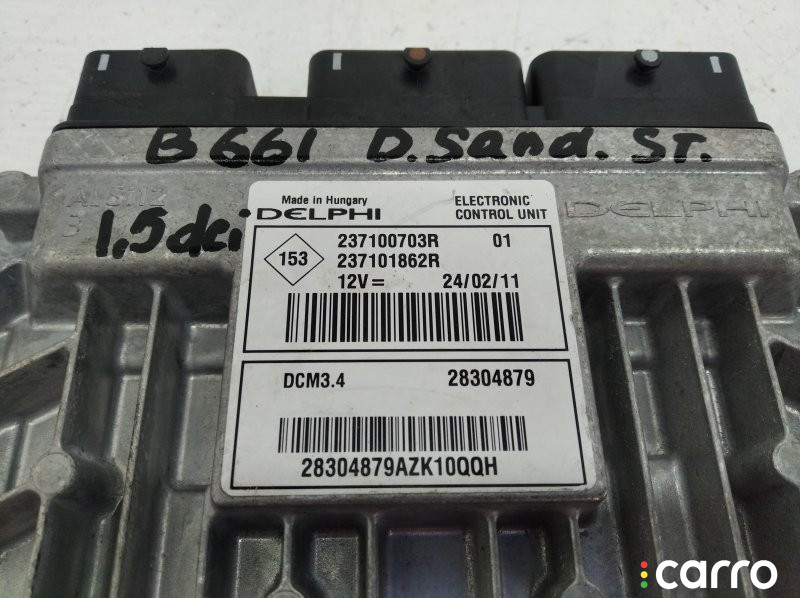 B661 D.Sand. ST.
1,5dci
DELPHI
Made in Hungary
DELPHI
ELECTRONIC
CONTROL UNIT
153
237100703R 01
237101862R
12V= 24/02/11
DCM3.4 28304879
28304879AZK10QQH
carro